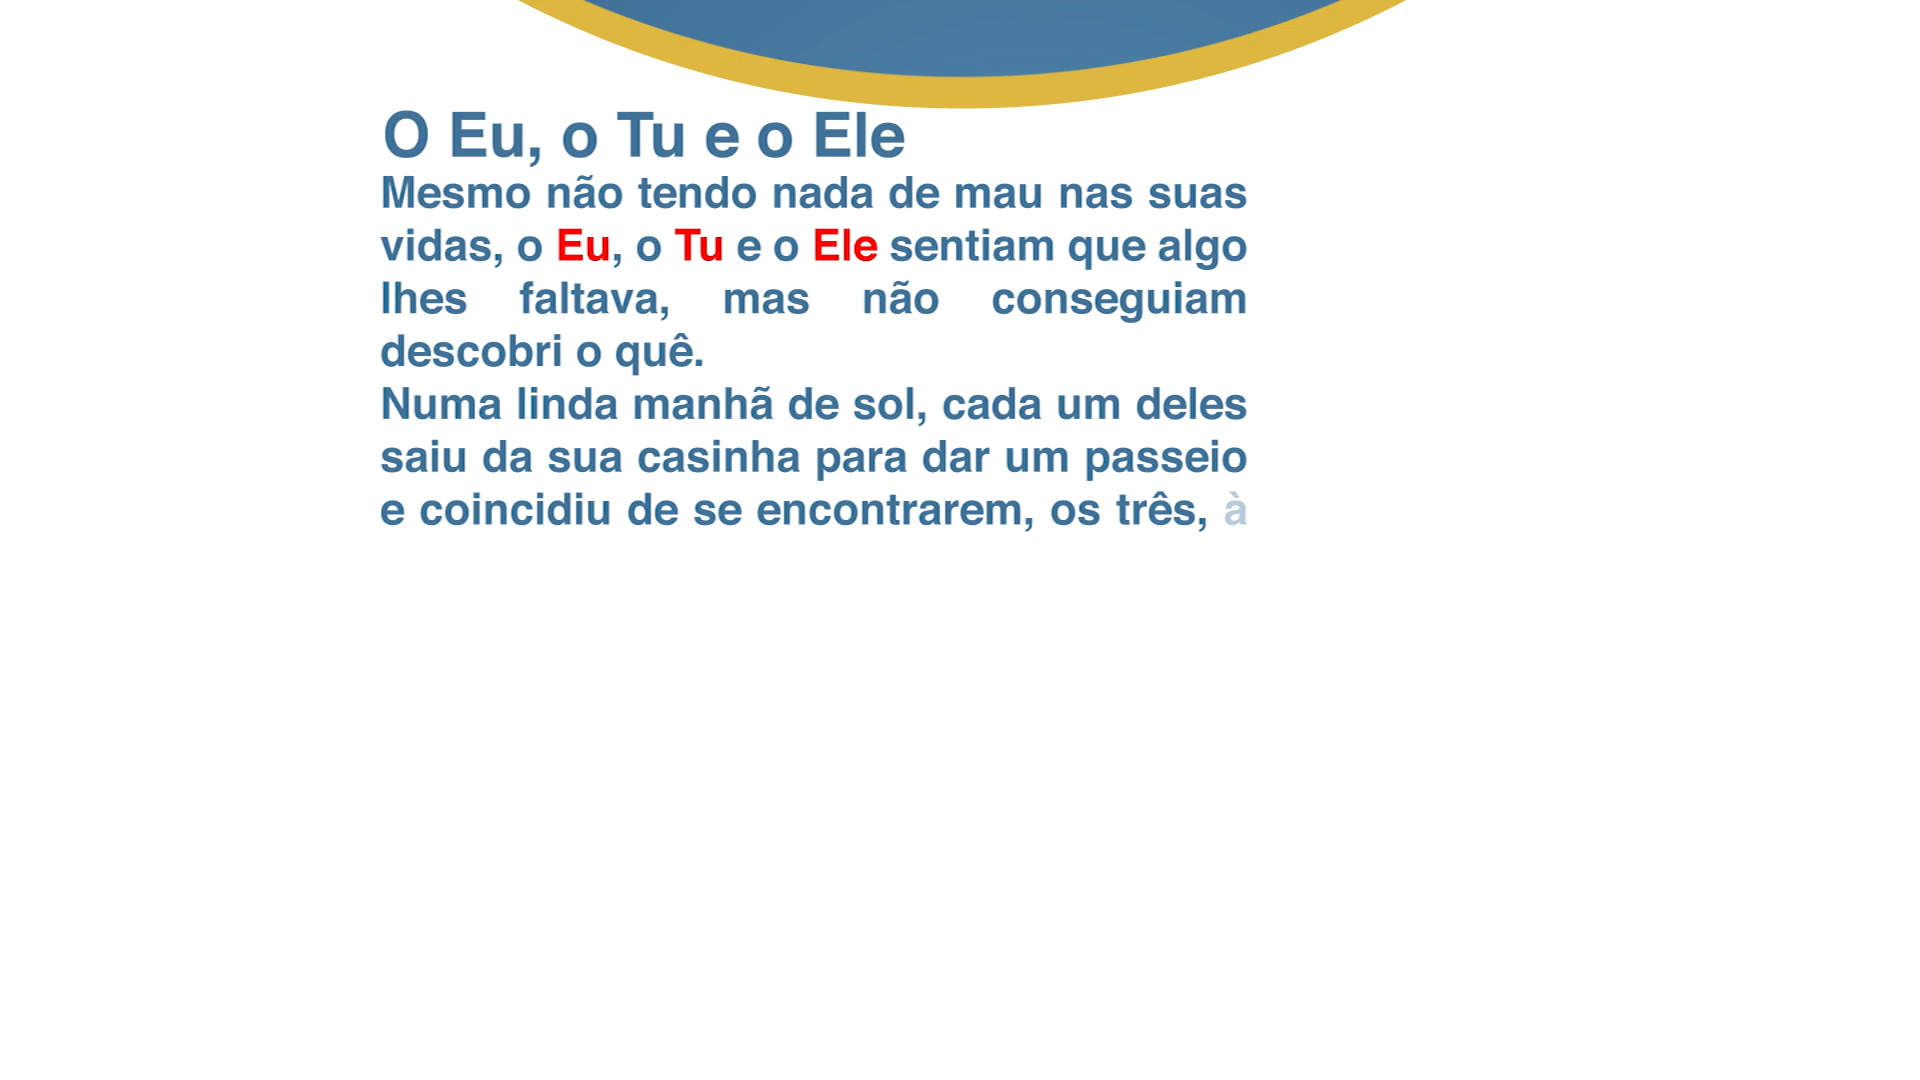 O Eu, o Tu e o Ele
Mesmo não tendo nada de mau nas suas
vidas, o Eu, o Tu e o Ele sentiam que algo
lhes faltava, mas não conseguiam
descobri o quê.
Numa linda manhã de sol, cada um deles
saiu da sua casinha para dar um passeio
e coincidiu de se encontrarem, os três, à